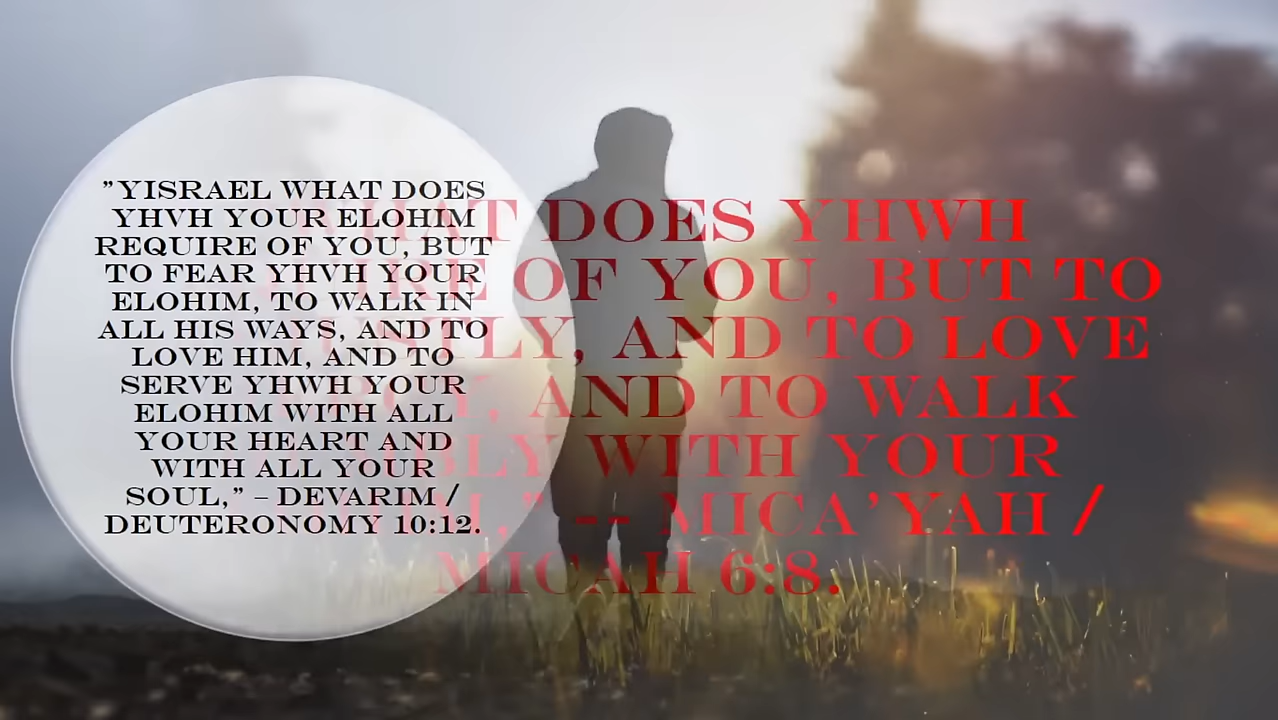 "YISRAEL WHAT DOES
YHVH YOUR ELOHIM
REQUIRE OF YOU, BUT
TO FEAR YHVH YOUR
ELOHIM, TO WALK IN
ALL HIS WAYS, AND TO
LOVE HIM, AND TO
SERVE YHWH YOUR
ELOHIM WITH ALL
YOUR HEART AND
WITH ALL YOUR
SOUL," – DEVARIM /
DEUTERONOMY 10:12.
WHAT DOES YHWH
OF YOU, BUT TO
AND TO LOVE
AND TO WALK
WITH YOUR
-- MICA'YAH /
MICAH 6:8.